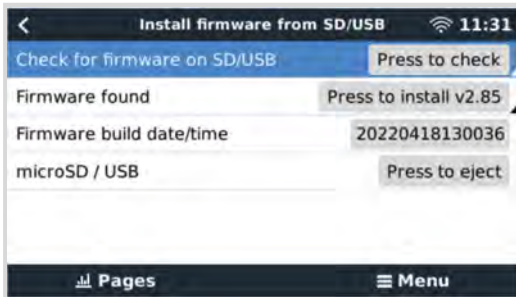 Install firmware from SD/USB 11:31
Check for firmware on SD/USB Press to check
Firmware found Press to install v2.85
Firmware build date/time 20220418130036
microSD / USB Press to eject
Pages Menu